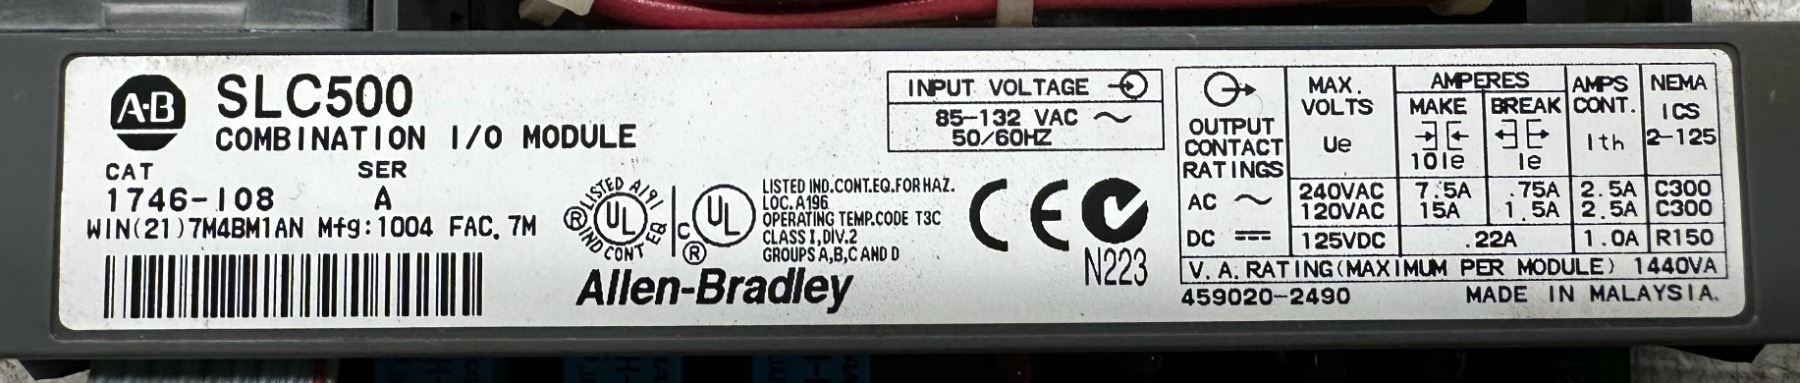 A-B
SLC500
COMBINATION I/O MODULE
CAT SER
1746-IO8 A
WIN(21)7M4BM1AN Mfg:1004 FAC. 7M
LISTED A191
UL
IND CONT EQ
®
C UL ®
LISTED IND.CONT.EQ.FOR HAZ.
LOC. A196
OPERATING TEMP.CODE T3C
CLASS I, DIV.2
GROUPS A,B,C AND D
Allen-Bradley
CE
N223
INPUT VOLTAGE
85-132 VAC ~
50/60HZ
OUTPUT CONTACT RATINGS
MAX. VOLTS Ue
AMPERES
MAKE 10Ie
BREAK Ie
AMPS CONT. Ith
NEMA ICS 2-125
AC ~ 240VAC 7.5A .75A 2.5A C300
120VAC 15A 1.5A 2.5A C300
DC 125VDC .22A 1.0A R150
V.A.RATING(MAXIMUM PER MODULE) 1440VA
459020-2490 MADE IN MALAYSIA.